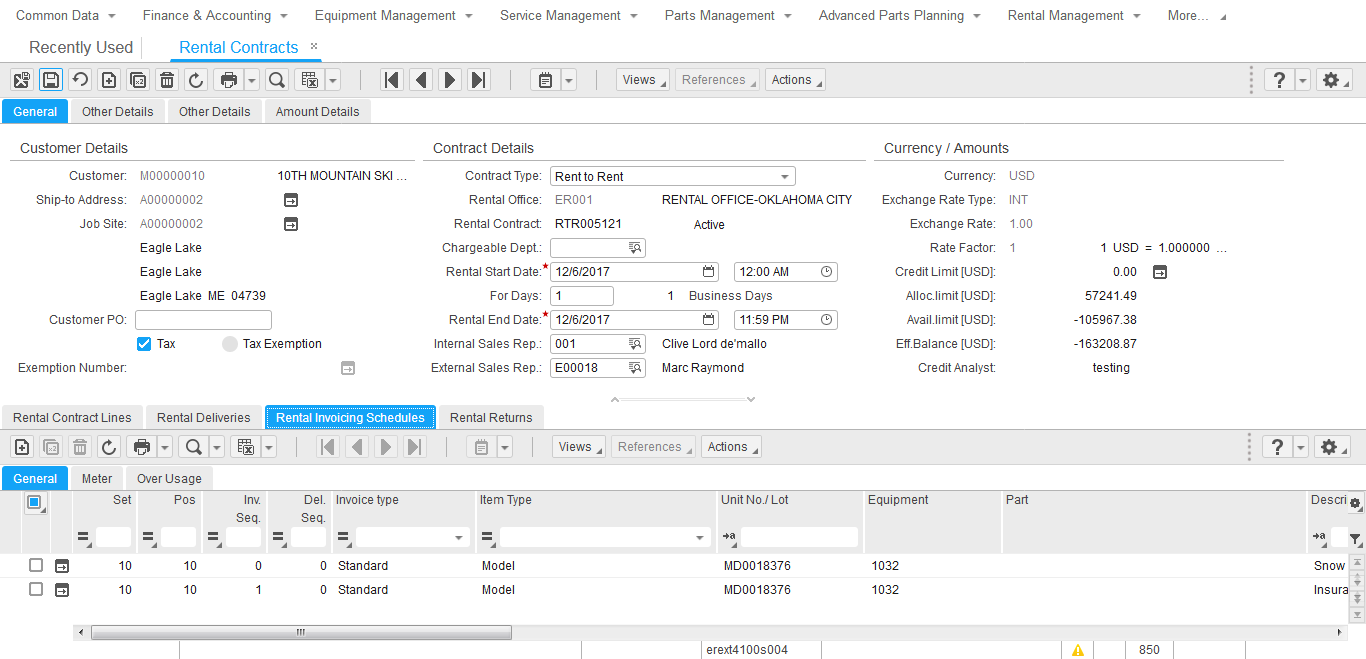 Common Data Finance & Accounting Equipment Management Service Management Parts Management Advanced Parts Planning Rental Management More...
Recently Used Rental Contracts ×
Views References Actions ?
General Other Details Other Details Amount Details
Customer Details Contract Details Currency / Amounts
Customer: M00000010 10TH MOUNTAIN SKI ... Contract Type: Rent to Rent Currency: USD
Ship-to Address: A00000002 Rental Office: ER001 RENTAL OFFICE-OKLAHOMA CITY Exchange Rate Type: INT
Job Site: A00000002 Rental Contract: RTR005121 Active Exchange Rate: 1.00
Eagle Lake Chargeable Dept.: Rate Factor: 1 1 USD = 1.000000 ...
Eagle Lake Rental Start Date:* 12/6/2017 12:00 AM Credit Limit [USD]: 0.00
Eagle Lake ME 04739 For Days: 1 1 Business Days Alloc.limit [USD]: 57241.49
Customer PO: Rental End Date:* 12/6/2017 11:59 PM Avail.limit [USD]: -105967.38
Tax Tax Exemption Internal Sales Rep.: 001 Clive Lord de'mallo Eff.Balance [USD]: -163208.87
Exemption Number: External Sales Rep.: E00018 Marc Raymond Credit Analyst: testing
Rental Contract Lines Rental Deliveries Rental Invoicing Schedules Rental Returns
Views References Actions ?
General Meter Over Usage
Set Pos Inv. Del. Invoice type Item Type Unit No./ Lot Equipment Part Descri
Seq. Seq.
10 10 0 0 Standard Model MD0018376 1032 Snow
10 10 1 0 Standard Model MD0018376 1032 Insura
erext4100s004 850